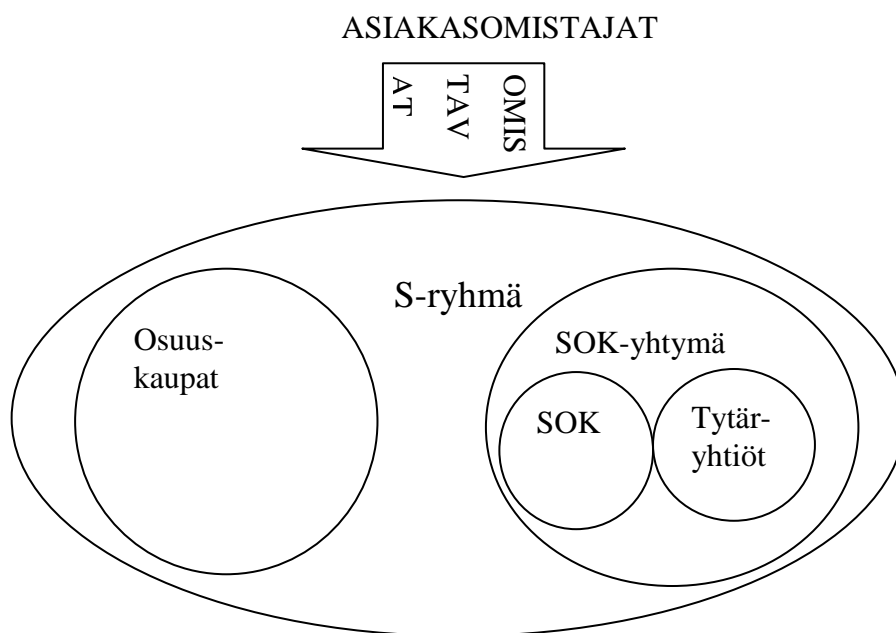 ASIAKASOMISTAJAT
OMIS
TAV
AT
S-ryhmä
Osuus-
kaupat
SOK-yhtymä
SOK
Tytär-
yhtiöt